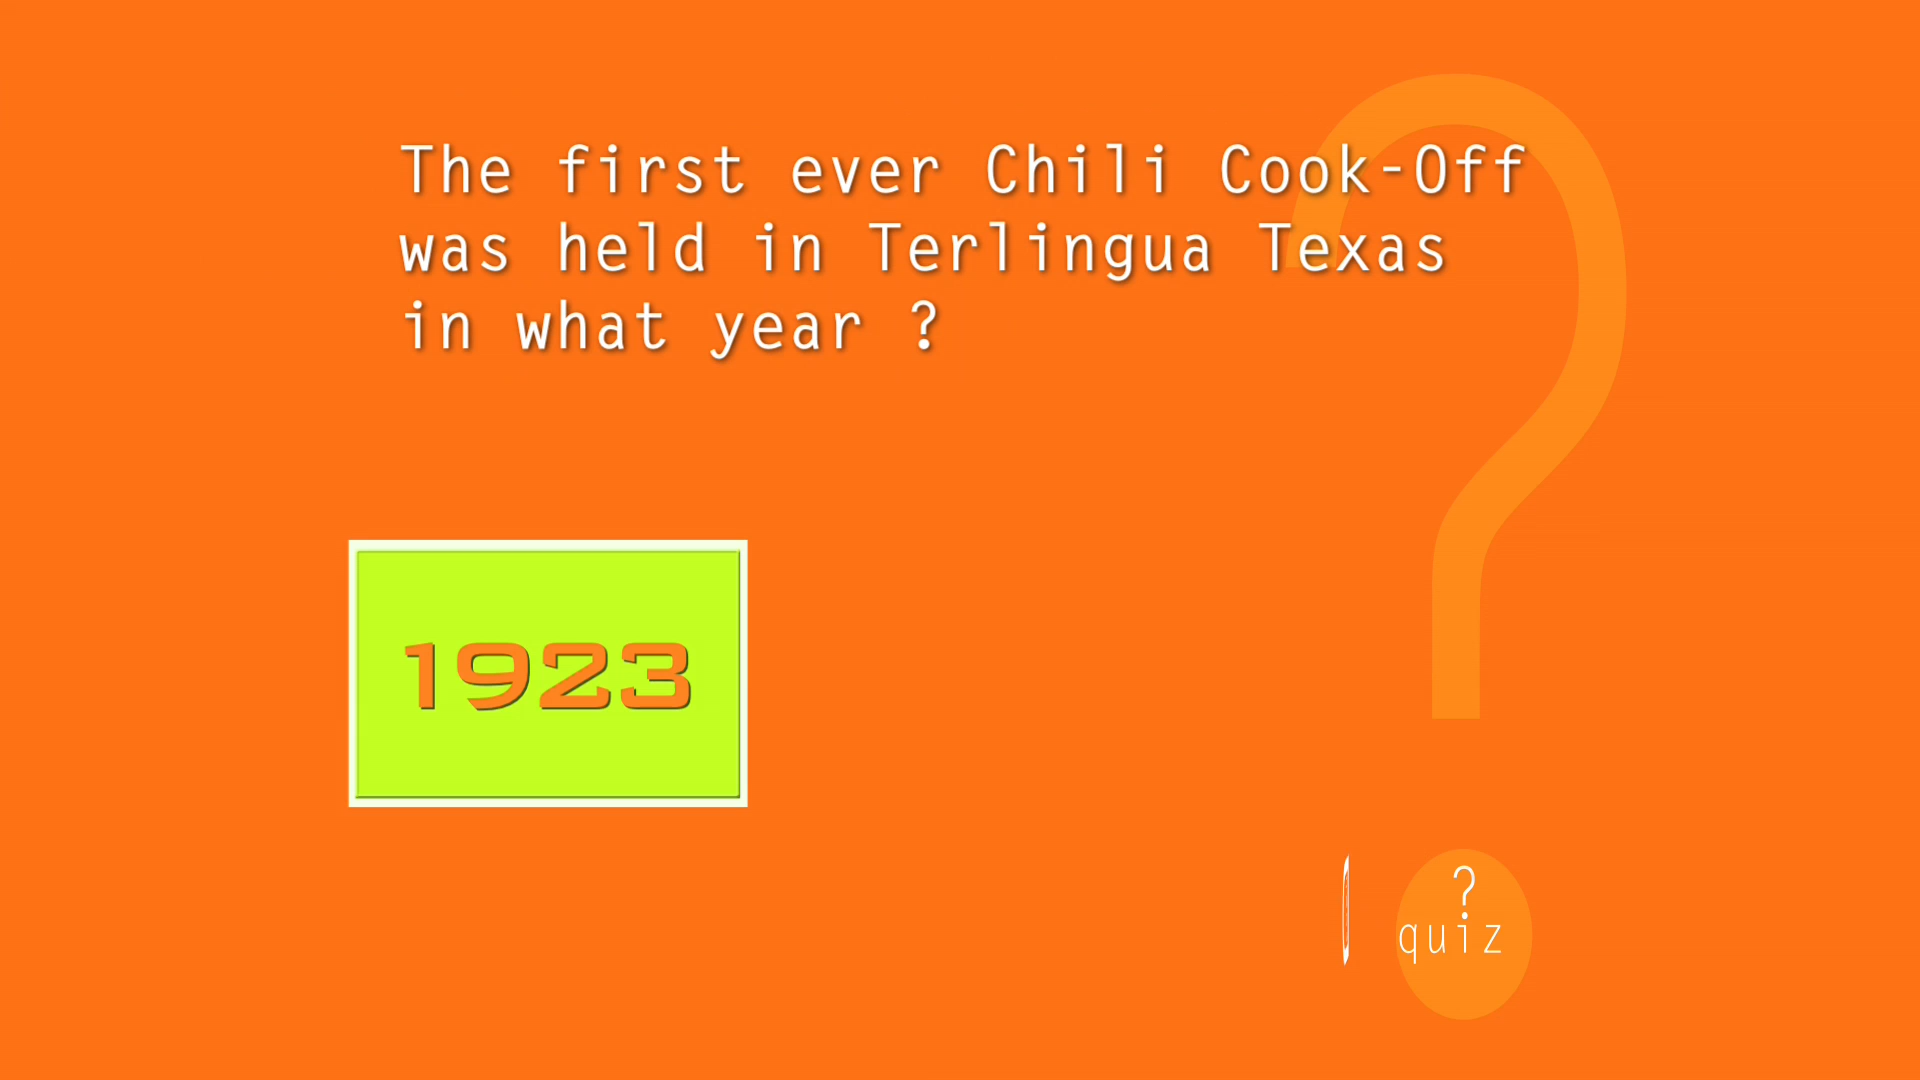 The first ever Chili Cook-Off
was held in Terlingua Texas
in what year ?
1923
?
quiz